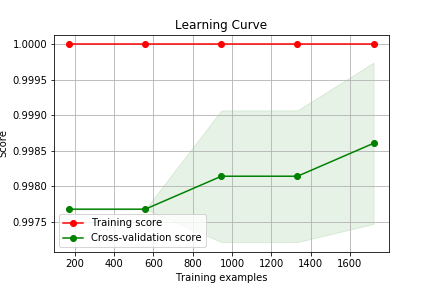 Learning Curve
1.0000
0.9995
0.9990
0.9985
0.9980
0.9975
Score
Training score
Cross-validation score
200 400 600 800 1000 1200 1400 1600
Training examples